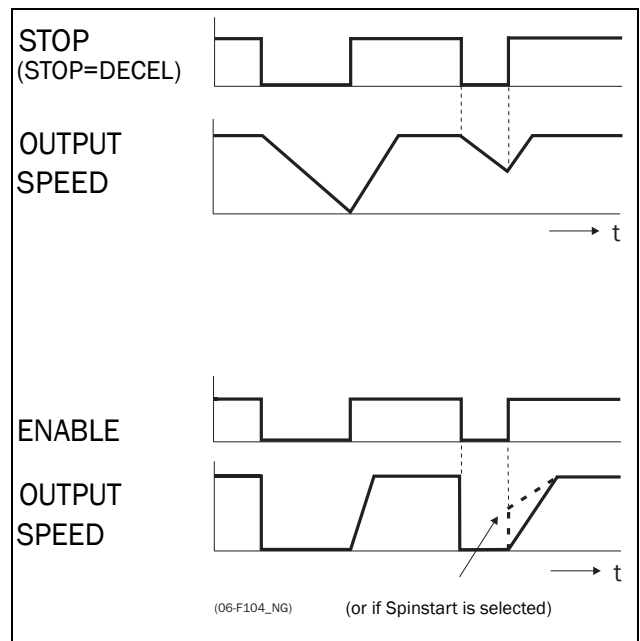 STOP
(STOP=DECEL)
OUTPUT
SPEED
t
ENABLE
OUTPUT
SPEED
t
(06-F104_NG)
(or if Spinstart is selected)